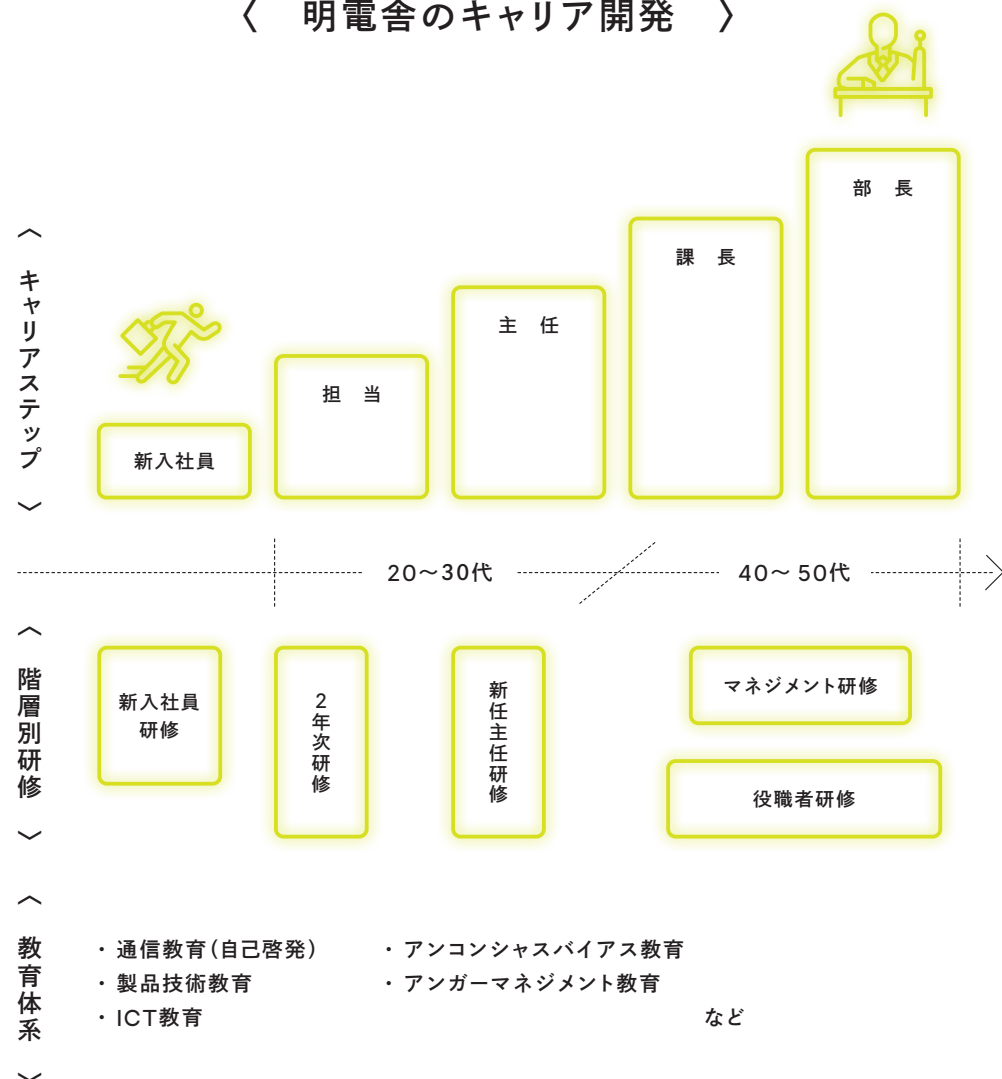 〈 明電舎のキャリア開発 〉
〈 キャリアステップ 〉
新入社員
担 当
主 任
課 長
部 長
20〜30代
40〜50代
〈 階層別研修 〉
新入社員
研修
2年次研修
新任主任研修
マネジメント研修
役職者研修
〈 教育体系 〉
・通信教育(自己啓発)
・製品技術教育
・ICT教育
・アンコンシャスバイアス教育
・アンガーマネジメント教育
など